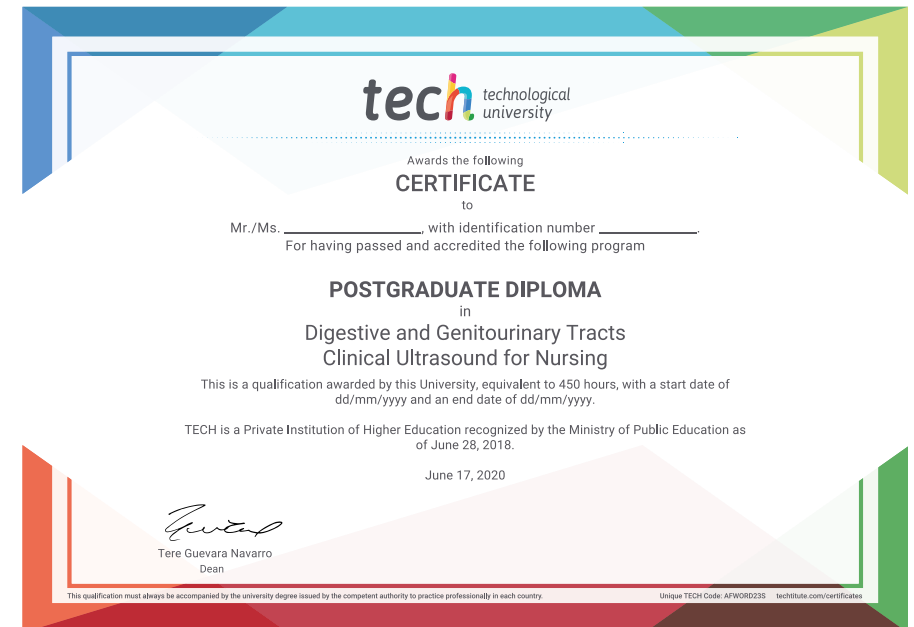 tech technological
university
Awards the following
CERTIFICATE
to
Mr./Ms. ____________________, with identification number ______________.
For having passed and accredited the following program
POSTGRADUATE DIPLOMA
in
Digestive and Genitourinary Tracts
Clinical Ultrasound for Nursing
This is a qualification awarded by this University, equivalent to 450 hours, with a start date of
dd/mm/yyyy and an end date of dd/mm/yyyy.
TECH is a Private Institution of Higher Education recognized by the Ministry of Public Education as
of June 28, 2018.
June 17, 2020
Tere Guevara Navarro
Dean
This qualification must always be accompanied by the university degree issued by the competent authority to practice professionally in each country. Unique TECH Code: AFWORD23S techtitute.com/certificates